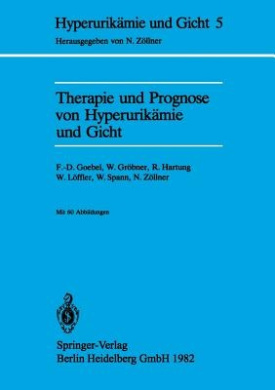 Hyperurikämie und Gicht 5
Herausgegeben von N. Zöllner
Therapie und Prognose
von Hyperurikämie
und Gicht
F.-D. Goebel, W. Gröbner, R. Hartung
W. Löffler, W. Spann, N. Zöllner
Mit 60 Abbildungen
Springer-Verlag
Berlin Heidelberg GmbH 1982